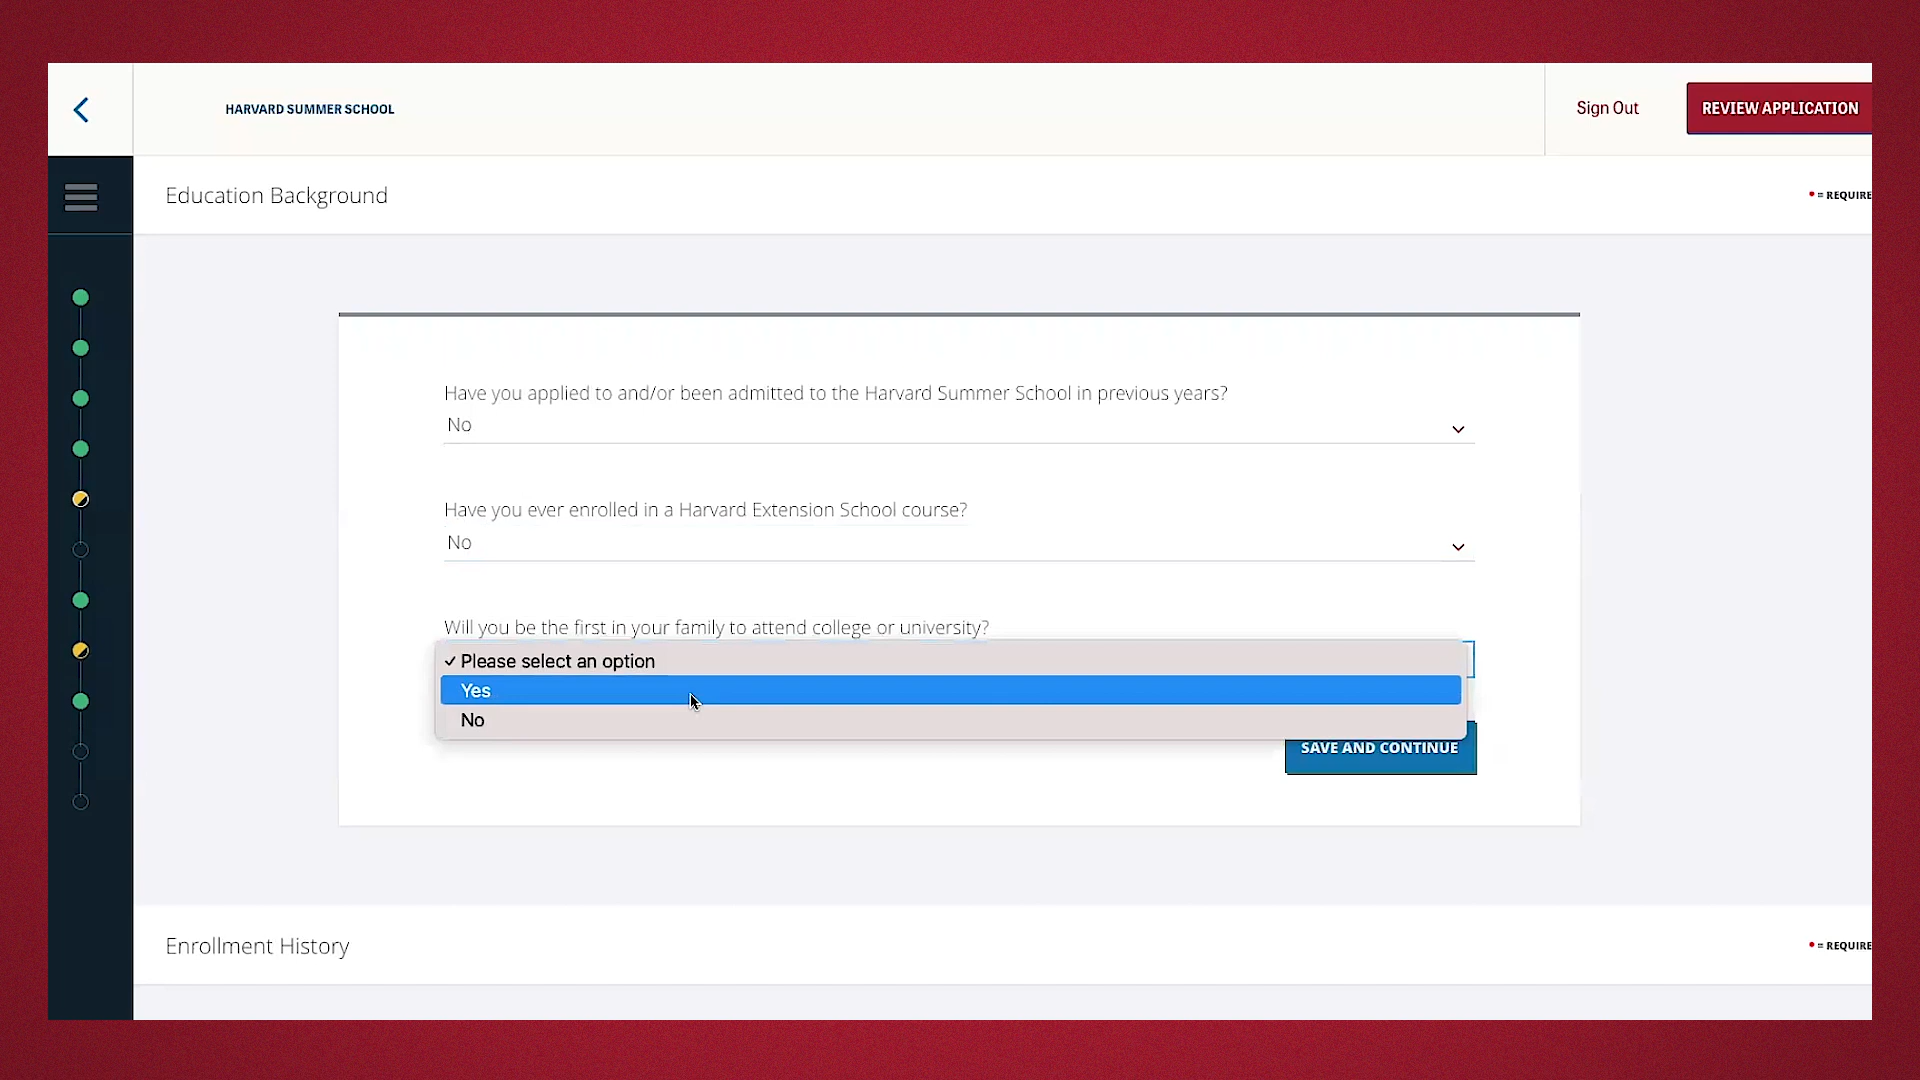 HARVARD SUMMER SCHOOL
Sign Out
REVIEW APPLICATION
Education Background
= REQUIRE
Have you applied to and/or been admitted to the Harvard Summer School in previous years?
No
Have you ever enrolled in a Harvard Extension School course?
No
Will you be the first in your family to attend college or university?
✓ Please select an option
Yes
No
SAVE AND CONTINUE
Enrollment History
= REQUIRE